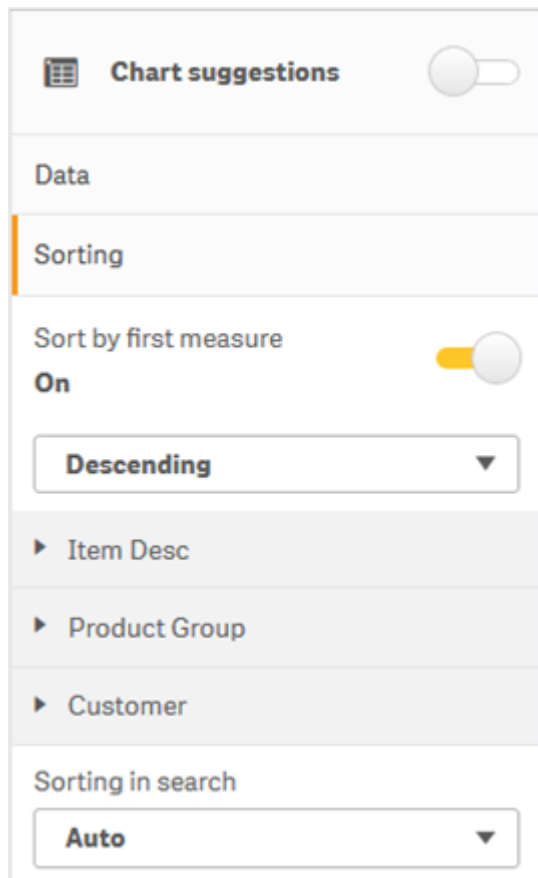 Chart suggestions
Data
Sorting
Sort by first measure
On
Descending
Item Desc
Product Group
Customer
Sorting in search
Auto